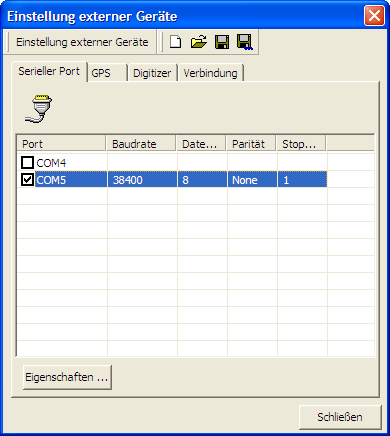 Einstellung externer Geräte
Einstellung externer Geräte
Serieller Port GPS Digitizer Verbindung
Port Baudrate Date... Parität Stop...
COM4
COM5 38400 8 None 1
Eigenschaften ...
Schließen